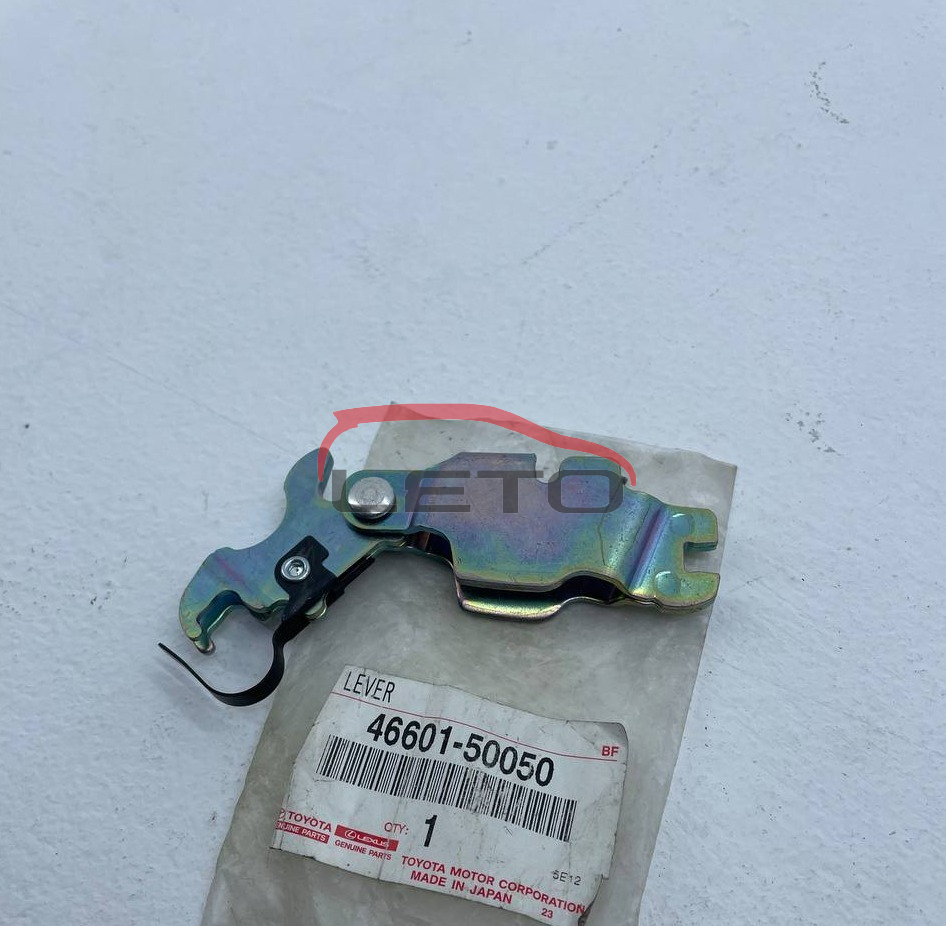 LETO
LEVER
46601-50050
BF
TOYOTA
GENUINE PARTS
LEXUS
GENUINE PARTS
QTY: 1
5E12
TOYOTA MOTOR CORPORATION
MADE IN JAPAN
23